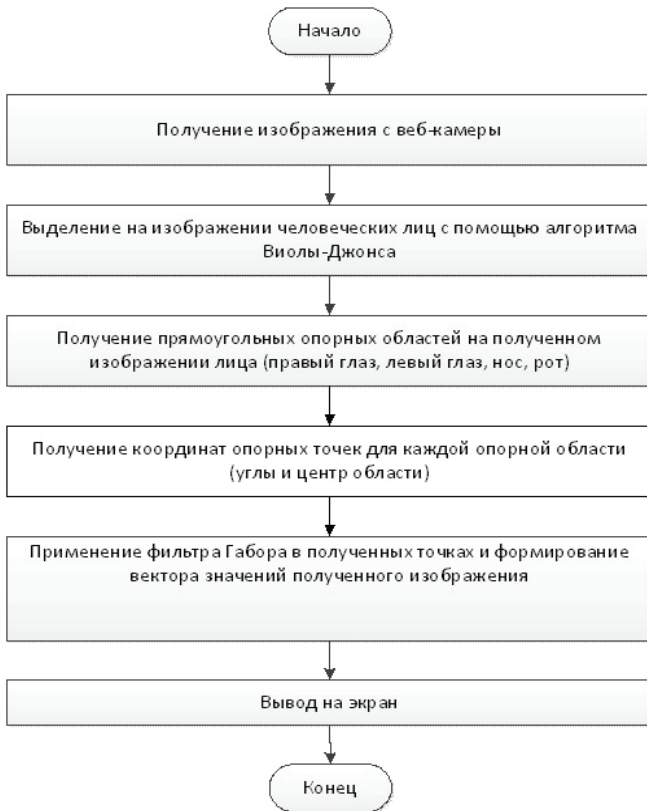 Начало
Получение изображения с веб-камеры
Выделение на изображении человеческих лиц с помощью алгоритма
Виолы-Джонса
Получение прямоугольных опорных областей на полученном
изображении лица (правый глаз, левый глаз, нос, рот)
Получение координат опорных точек для каждой опорной области
(углы и центр области)
Применение фильтра Габора в полученных точках и формирование
вектора значений полученного изображения
Вывод на экран
Конец